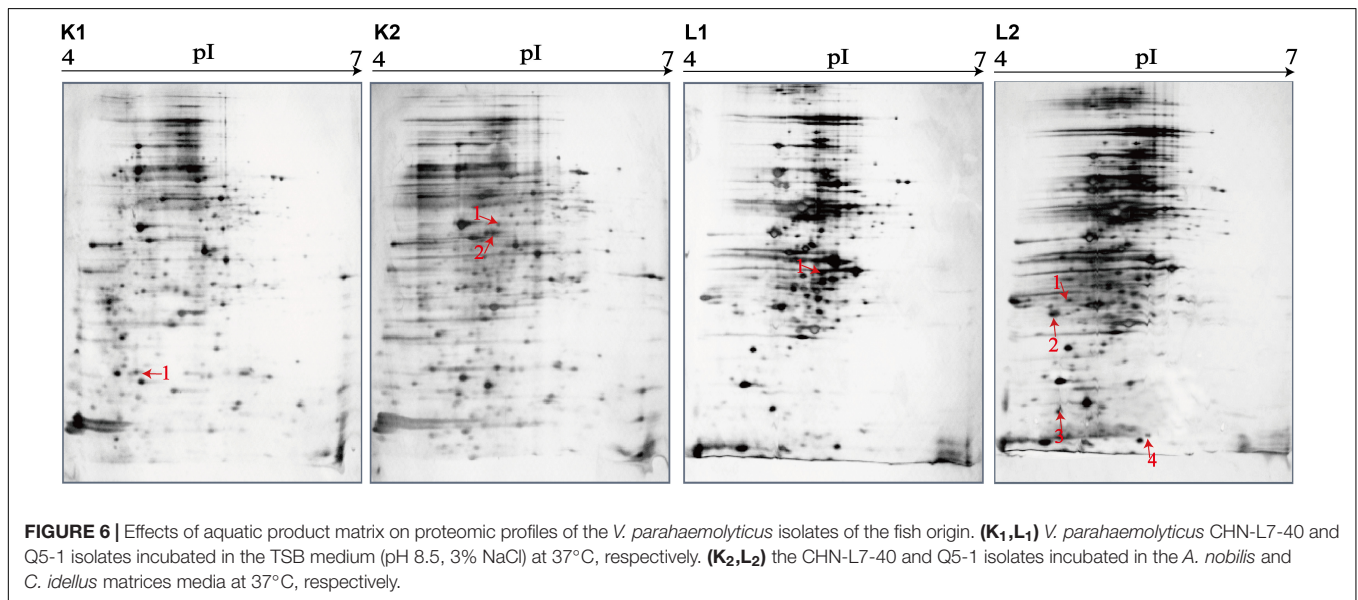 K1
4 pI 7
K2
4 pI 7
L1
4 pI 7
L2
4 pI 7
1
1
2
1
1
2
3
4
FIGURE 6 | Effects of aquatic product matrix on proteomic profiles of the V. parahaemolyticus isolates of the fish origin. (K1,L1) V. parahaemolyticus CHN-L7-40 and
Q5-1 isolates incubated in the TSB medium (pH 8.5, 3% NaCl) at 37°C, respectively. (K2,L2) the CHN-L7-40 and Q5-1 isolates incubated in the A. nobilis and
C. idellus matrices media at 37°C, respectively.